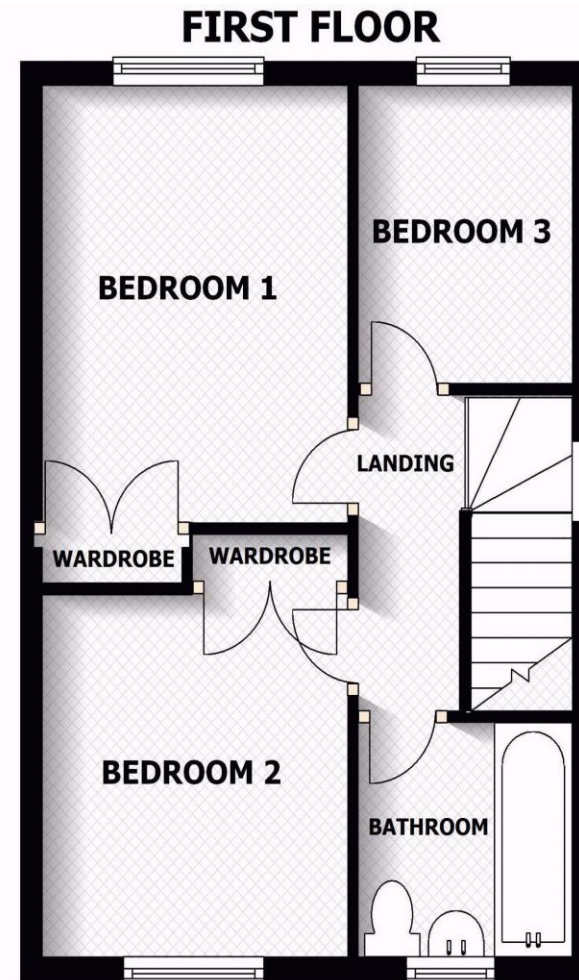 FIRST FLOOR
BEDROOM 3
BEDROOM 1
LANDING
WARDROBE
WARDROBE
BEDROOM 2
BATHROOM